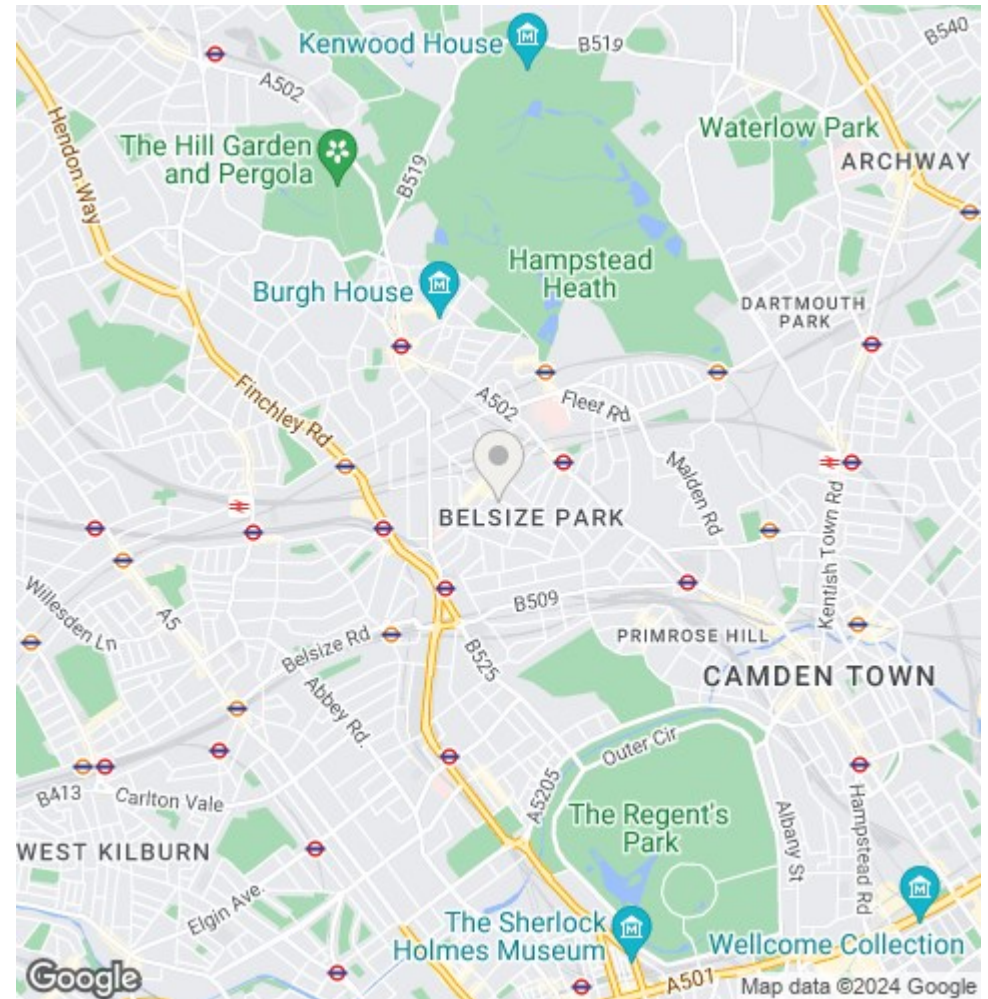 Kenwood House
B519
B540
A502
Hendon Way
The Hill Garden
and Pergola
B519
Waterlow Park
ARCHWAY
Hampstead
Heath
Burgh House
DARTMOUTH
PARK
Finchley Rd
A502
Fleet Rd
Malden Rd
Kentish Town Rd
BELSIZE PARK
Willesden Ln
A5
B509
Belsize Rd
B525
PRIMROSE HILL
CAMDEN TOWN
Abbey Rd.
Outer Cir
B413
Carlton Vale
A5205
The Regent's
Park
Albany St
Hampstead Rd
WEST KILBURN
Elgin Ave.
The Sherlock
Holmes Museum
Wellcome Collection
A501
Google
Map data ©2024 Google